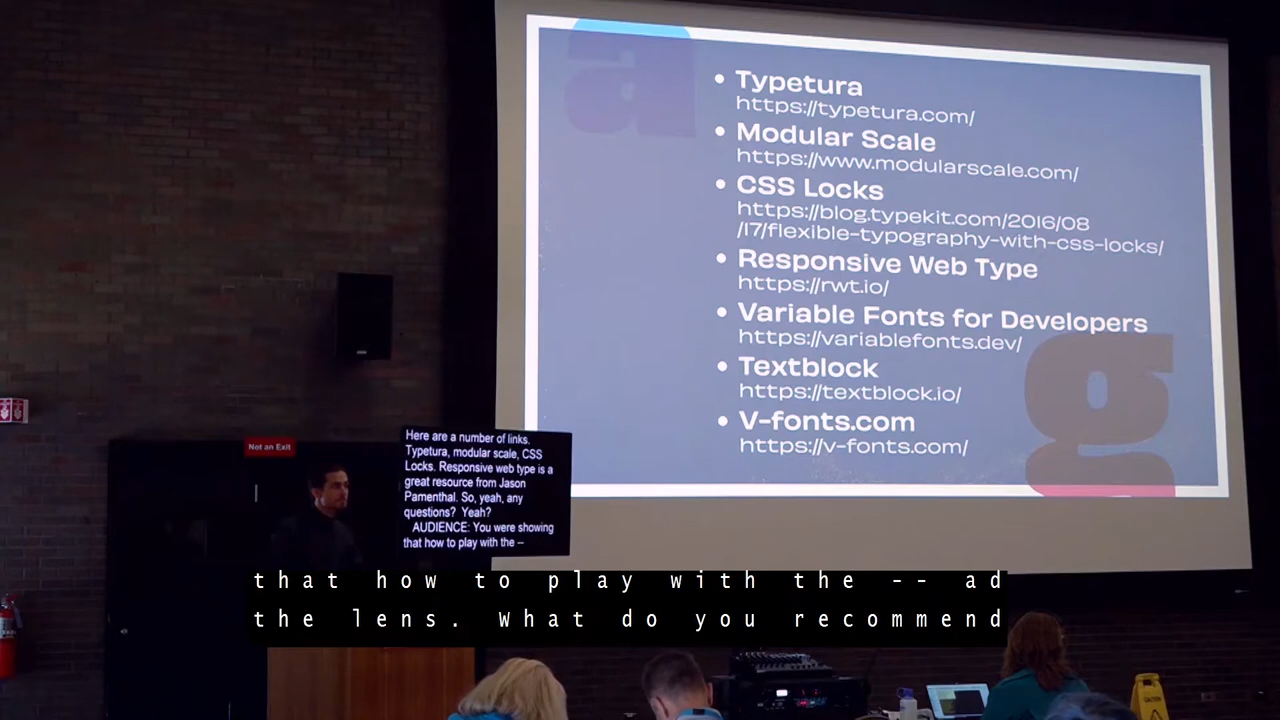 a
Typetura
https://typetura.com/
Modular Scale
https://www.modularscale.com/
CSS Locks
https://blog.typekit.com/2016/08
/17/flexible-typography-with-css-locks/
Responsive Web Type
https://rwt.io/
Variable Fonts for Developers
https://variablefonts.dev/
Textblock
https://textblock.io/
V-fonts.com
https://v-fonts.com/
g
Not an Exit
Here are a number of links.
Typetura, modular scale, CSS
Locks. Responsive web type is a
great resource from Jason
Pamenthal. So, yeah, any
questions? Yeah?
AUDIENCE: You were showing
that how to play with the --
that how to play with the -- ad
the lens. What do you recommend
CAUTION